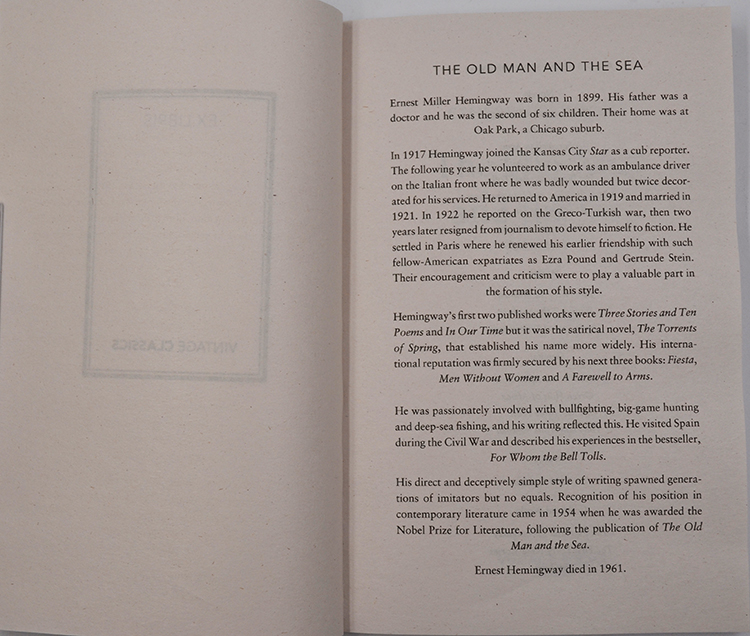 VINTAGE CLASSICS
THE OLD MAN AND THE SEA
Ernest Miller Hemingway was born in 1899. His father was a
doctor and he was the second of six children. Their home was at
Oak Park, a Chicago suburb.
In 1917 Hemingway joined the Kansas City Star as a cub reporter.
The following year he volunteered to work as an ambulance driver
on the Italian front where he was badly wounded but twice decor-
ated for his services. He returned to America in 1919 and married in
1921. In 1922 he reported on the Greco-Turkish war, then two
years later resigned from journalism to devote himself to fiction. He
settled in Paris where he renewed his earlier friendship with such
fellow-American expatriates as Ezra Pound and Gertrude Stein.
Their encouragement and criticism were to play a valuable part in
the formation of his style.
Hemingway's first two published works were Three Stories and Ten
Poems and In Our Time but it was the satirical novel, The Torrents
of Spring, that established his name more widely. His interna-
tional reputation was firmly secured by his next three books: Fiesta,
Men Without Women and A Farewell to Arms.
He was passionately involved with bullfighting, big-game hunting
and deep-sea fishing, and his writing reflected this. He visited Spain
during the Civil War and described his experiences in the bestseller,
For Whom the Bell Tolls.
His direct and deceptively simple style of writing spawned genera-
tions of imitators but no equals. Recognition of his position in
contemporary literature came in 1954 when he was awarded the
Nobel Prize for Literature, following the publication of The Old
Man and the Sea.
Ernest Hemingway died in 1961.